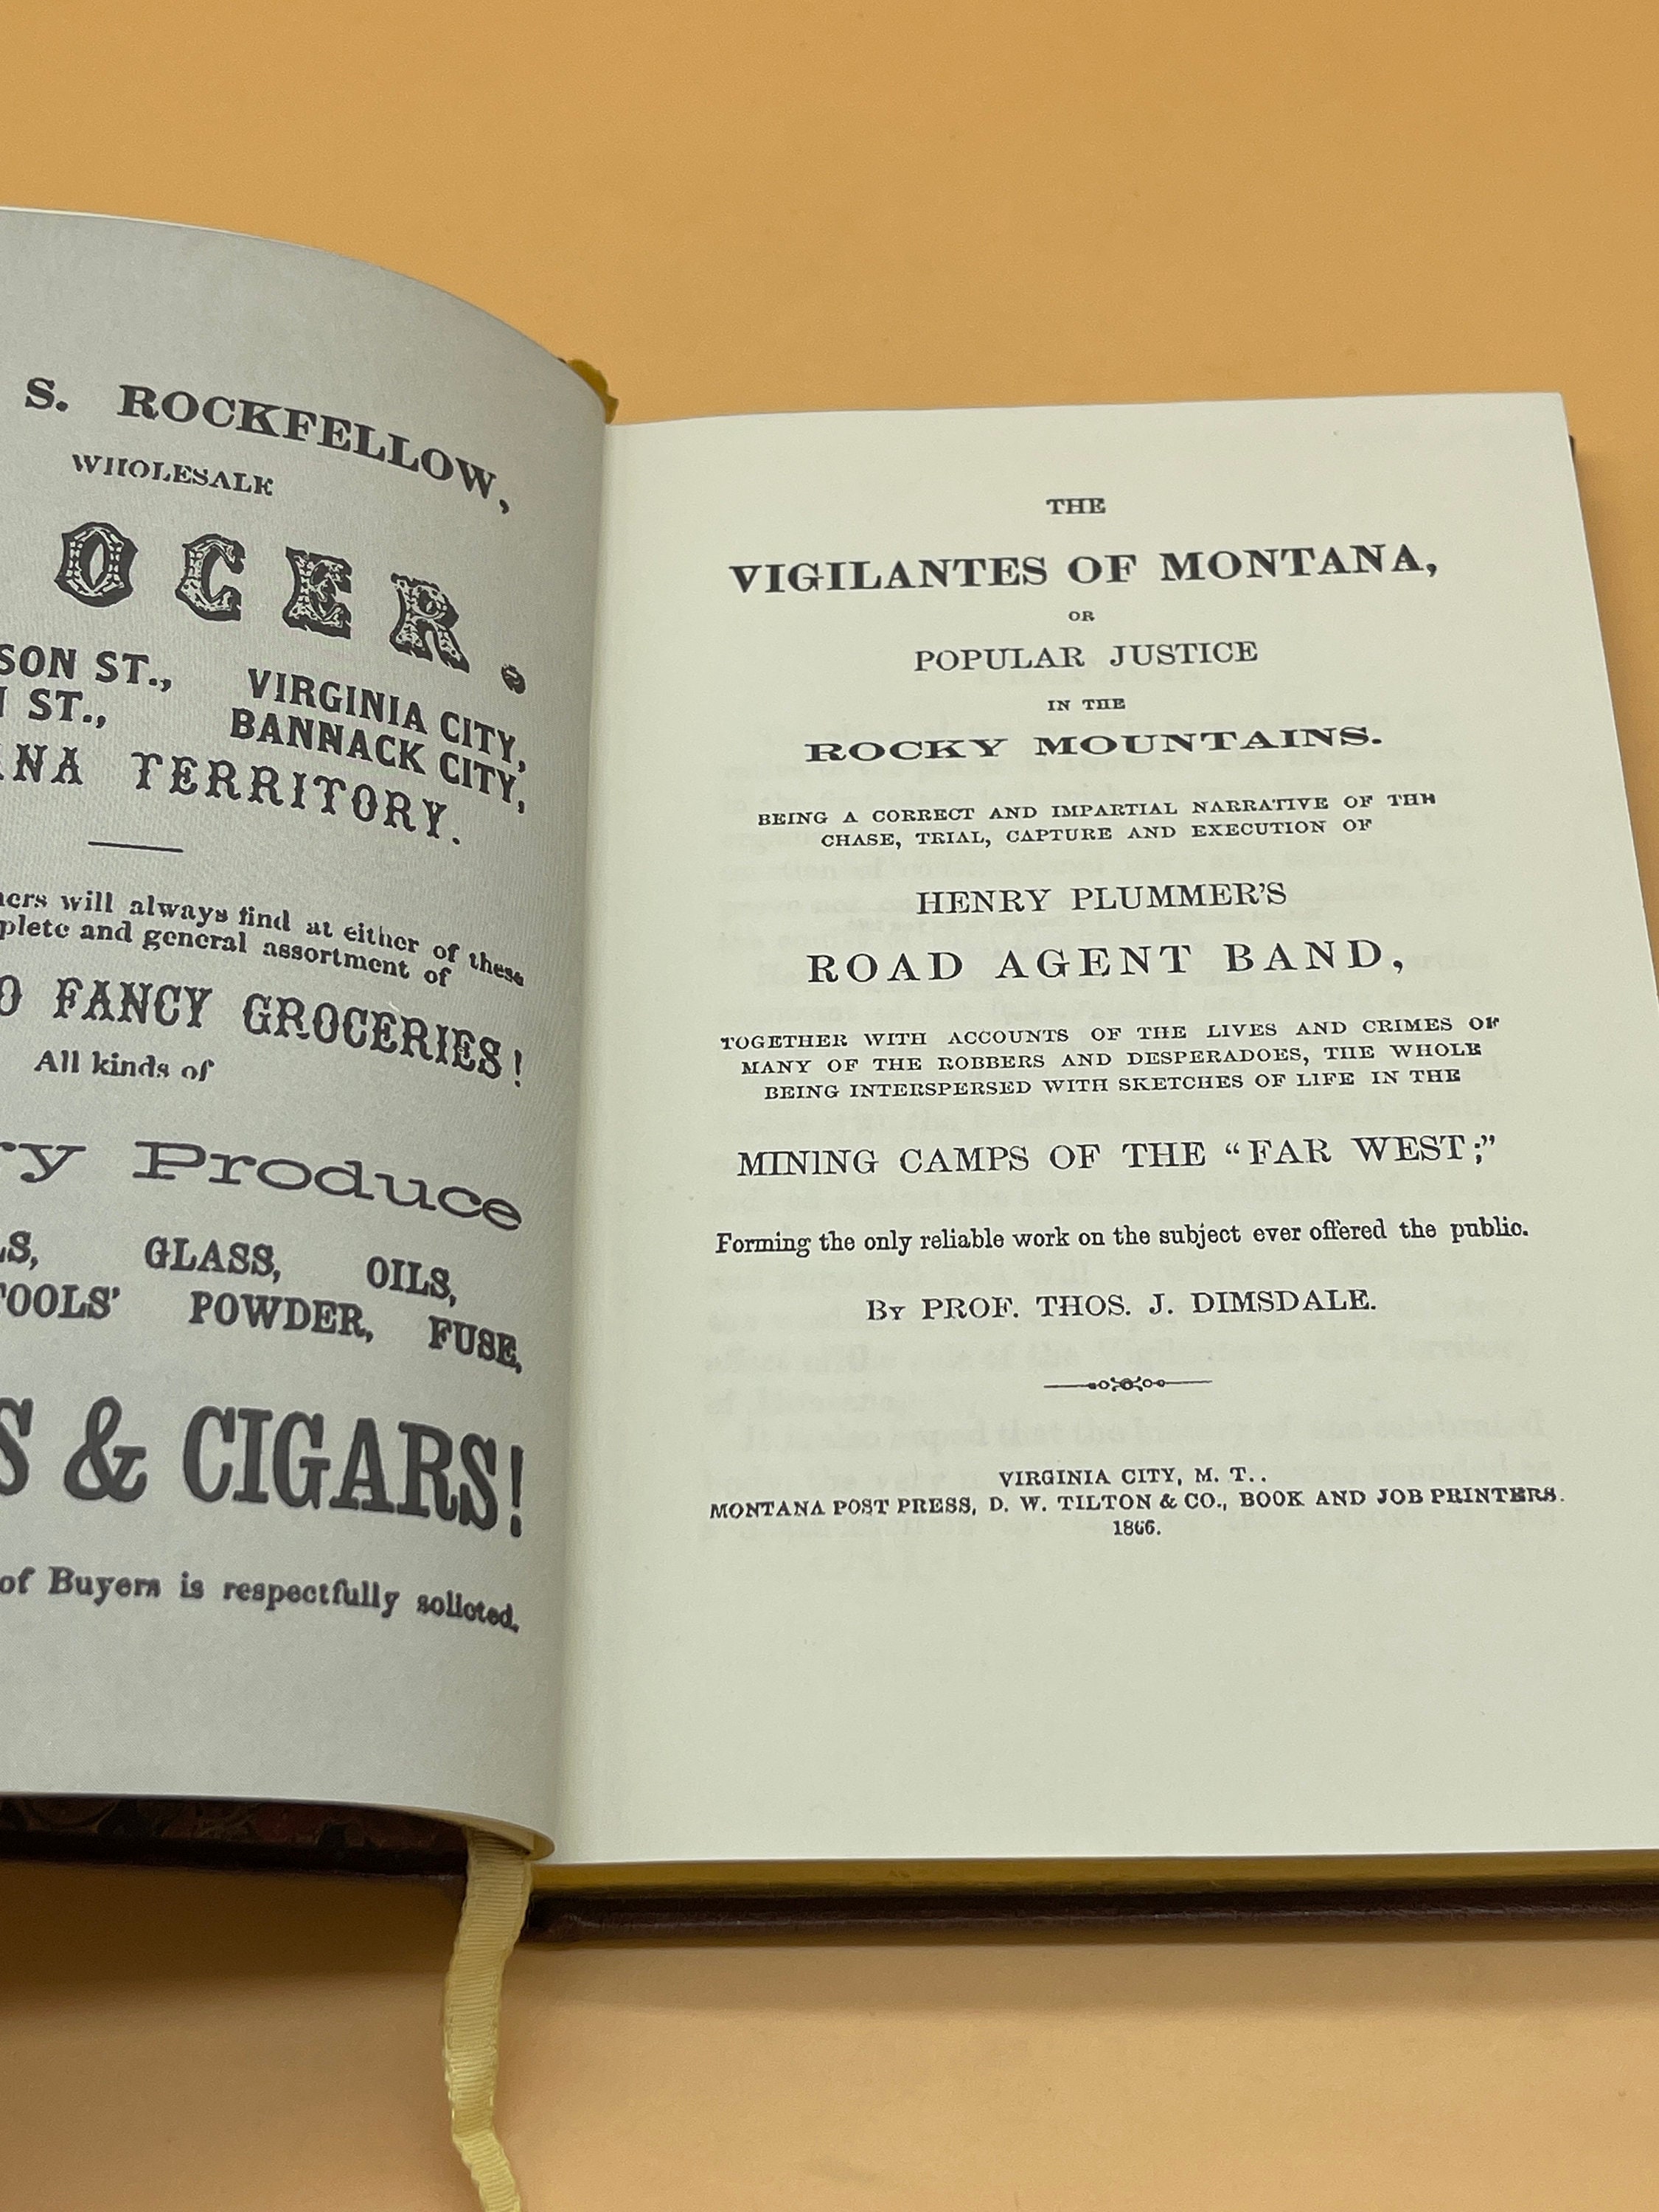 S. ROCKFELLOW,
WHOLESALE
OCER.
SON ST., VIRGINIA CITY,
ST., BANNACK CITY,
ANA TERRITORY.
ers will always find at either of these
plete and general assortment of
FANCY GROCERIES!
All kinds of
ry Produce
LS, GLASS, OILS,
TOOLS' POWDER, FUSE,
S & CIGARS!
of Buyers is respectfully solicted.
THE
VIGILANTES OF MONTANA,
OR
POPULAR JUSTICE
IN THE
ROCKY MOUNTAINS.
BEING A CORRECT AND IMPARTIAL NARRATIVE OF THE
CHASE, TRIAL, CAPTURE AND EXECUTION OF
HENRY PLUMMER'S
ROAD AGENT BAND,
TOGETHER WITH ACCOUNTS OF THE LIVES AND CRIMES OF
MANY OF THE ROBBERS AND DESPERADOES, THE WHOLE
BEING INTERSPERSED WITH SKETCHES OF LIFE IN THE
MINING CAMPS OF THE “FAR WEST;”
Forming the only reliable work on the subject ever offered the public.
By PROF. THOS. J. DIMSDALE.
VIRGINIA CITY, M. T..
MONTANA POST PRESS, D. W. TILTON & CO., BOOK AND JOB PRINTERS.
1866.